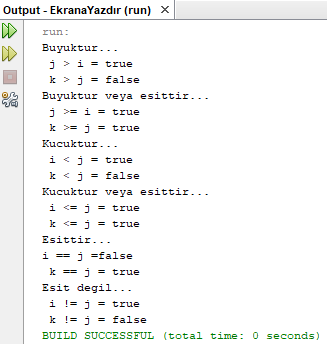 Output - EkranaYazdır (run) ×
run:
Buyuktur...
 j > i = true
 k > j = false
Buyuktur veya esittir...
 j >= i = true
 k >= j = true
Kucuktur...
 i < j = true
 k < j = false
Kucuktur veya esittir...
 i <= j = true
 k <= j = true
Esittir...
i == j =false
 k == j = true
Esit degil...
 i != j = true
 k != j = false
BUILD SUCCESSFUL (total time: 0 seconds)